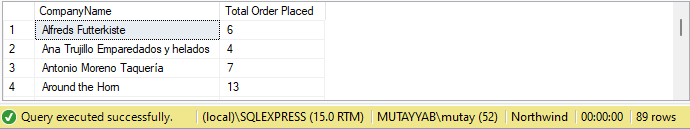 CompanyName Total Order Placed
1 Alfreds Futterkiste 6
2 Ana Trujillo Emparedados y helados 4
3 Antonio Moreno Taquería 7
4 Around the Horn 13
Query executed successfully. (local)\SQLEXPRESS (15.0 RTM) MUTAYYAB\mutay (52) Northwind 00:00:00 89 rows